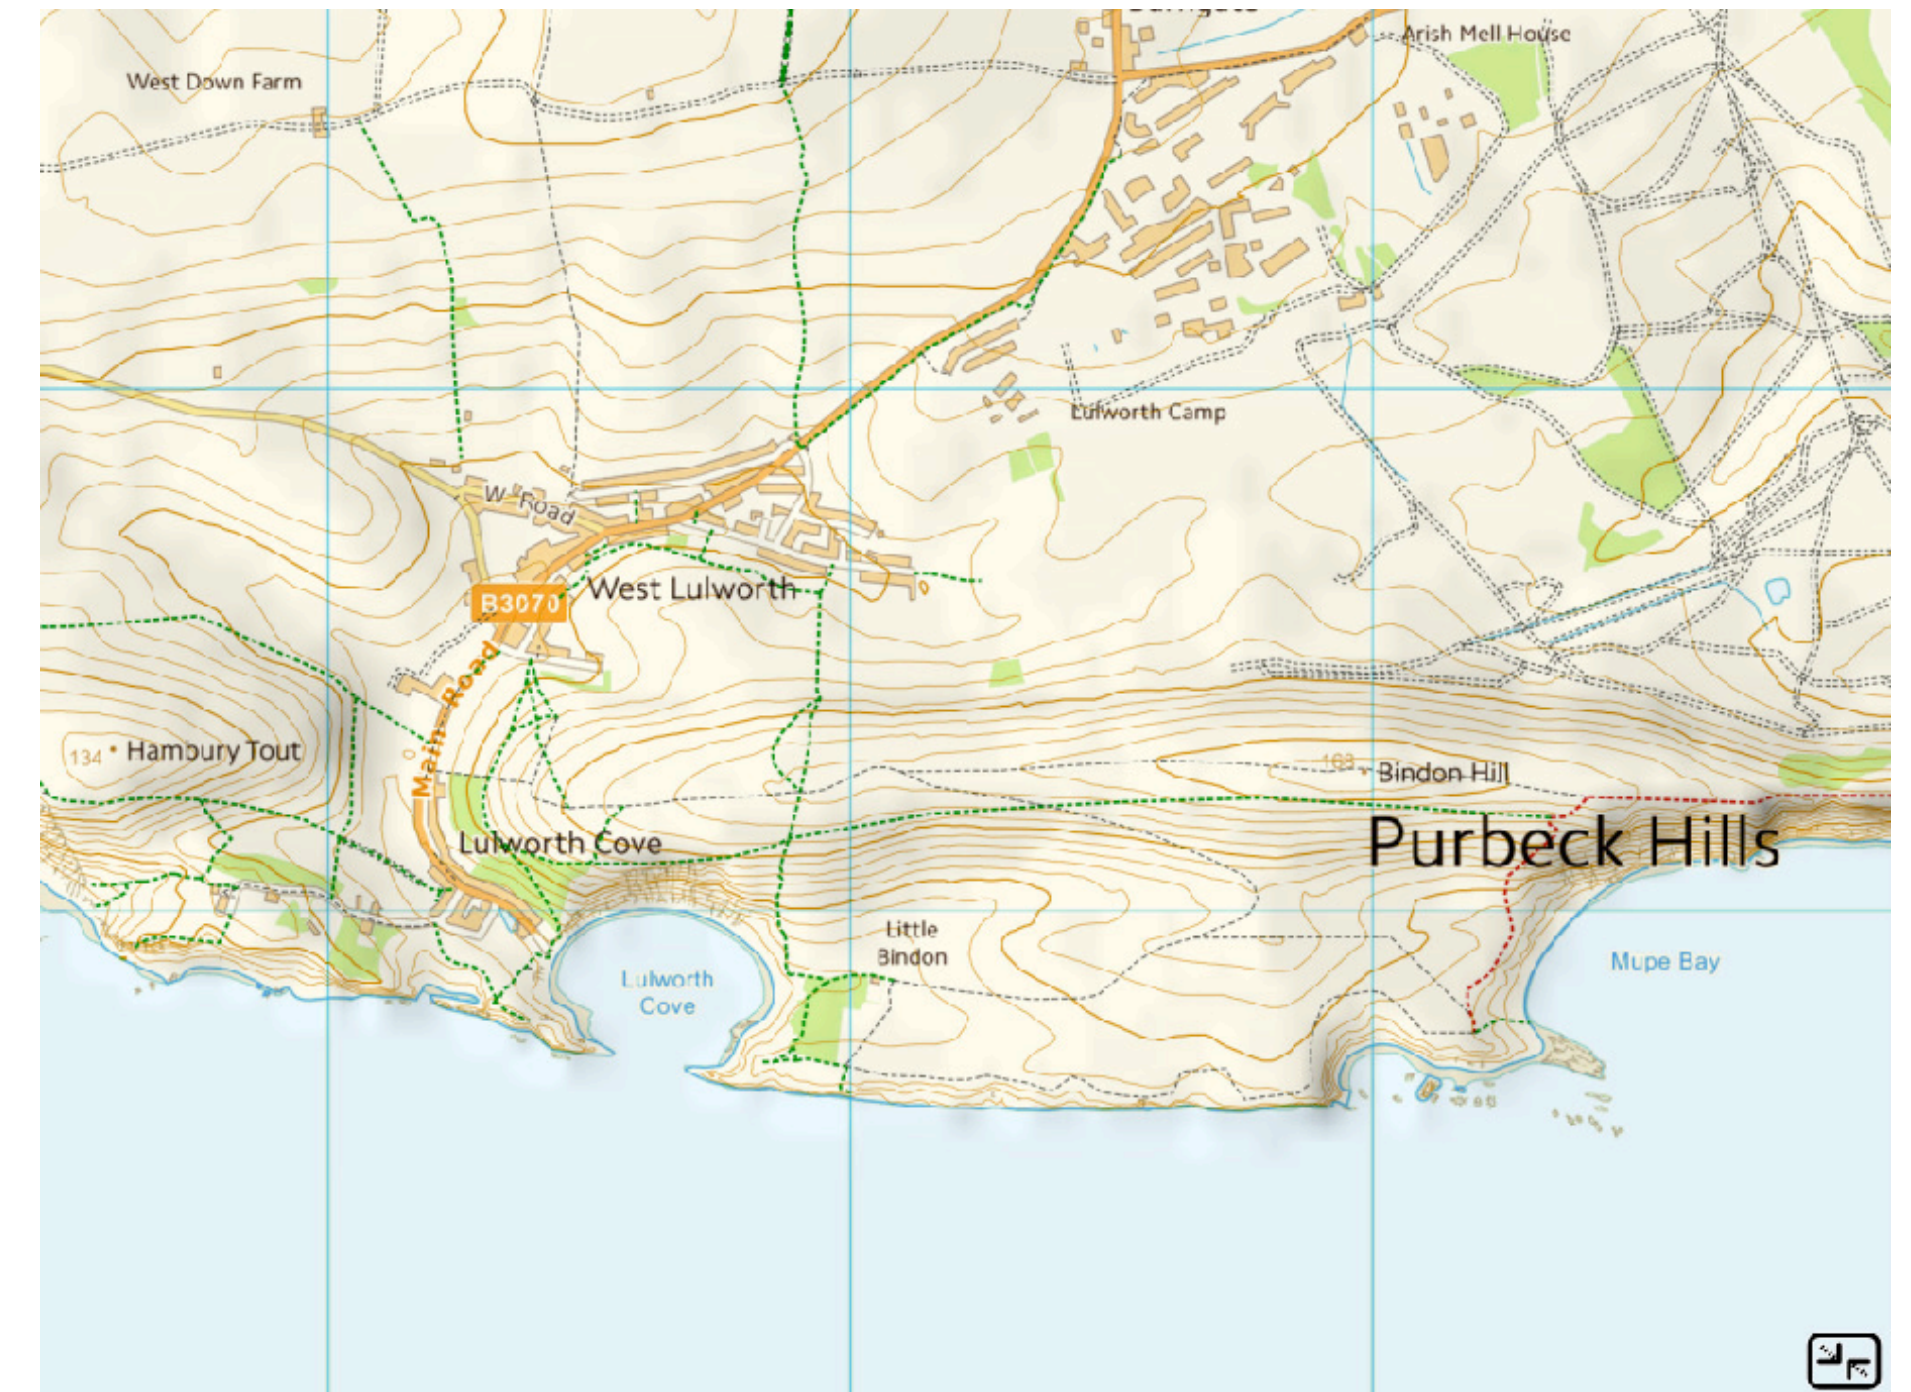 Arish Mell House
West Down Farm
Lulworth Camp
W Road
West Lulworth
B3070
Main Road
134
Hambury Tout
168
Bindon Hill
Purbeck Hills
Lulworth Cove
Little
Bindon
Mupe Bay
Lulworth
Cove